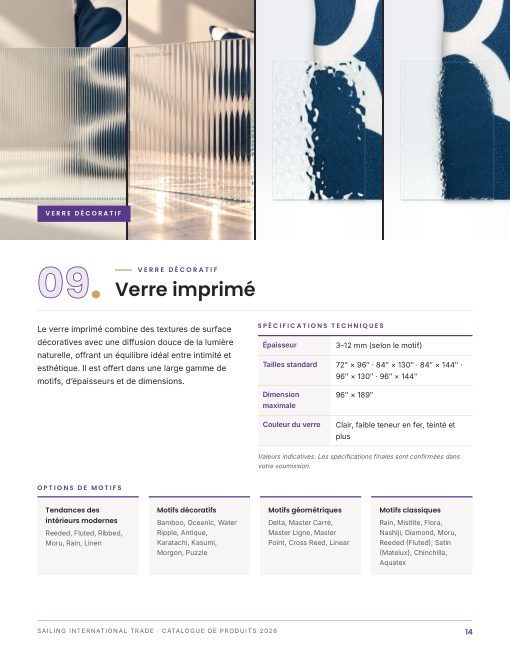 VERRE DÉCORATIF
09.
VERRE DÉCORATIF
Verre imprimé
Le verre imprimé combine des textures de surface
décoratives avec une diffusion douce de la lumière
naturelle, offrant un équilibre idéal entre intimité et
esthétique. Il est offert dans une large gamme de
motifs, d’épaisseurs et de dimensions.
SPÉCIFICATIONS TECHNIQUES
Épaisseur 3–12 mm (selon le motif)
Tailles standard 72″ × 96″ · 84″ × 130″ · 84″ × 144″ ·
96″ × 130″ · 96″ × 144″
Dimension
maximale 96″ × 189″
Couleur du verre Clair, faible teneur en fer, teinté et
plus
Valeurs indicatives. Les spécifications finales sont confirmées dans
votre soumission.
OPTIONS DE MOTIFS
Tendances des
intérieurs modernes
Reeded, Fluted, Ribbed,
Moru, Rain, Linen
Motifs décoratifs
Bamboo, Oceanic, Water
Ripple, Antique,
Karatachi, Kasumi,
Morgon, Puzzle
Motifs géométriques
Delta, Master Carré,
Master Ligne, Master
Point, Cross Reed, Linear
Motifs classiques
Rain, Mistlite, Flora,
Nashiji, Diamond, Moru,
Reeded (Fluted), Satin
(Matelux), Chinchilla,
Aquatex
SAILING INTERNATIONAL TRADE · CATALOGUE DE PRODUITS 2026
14